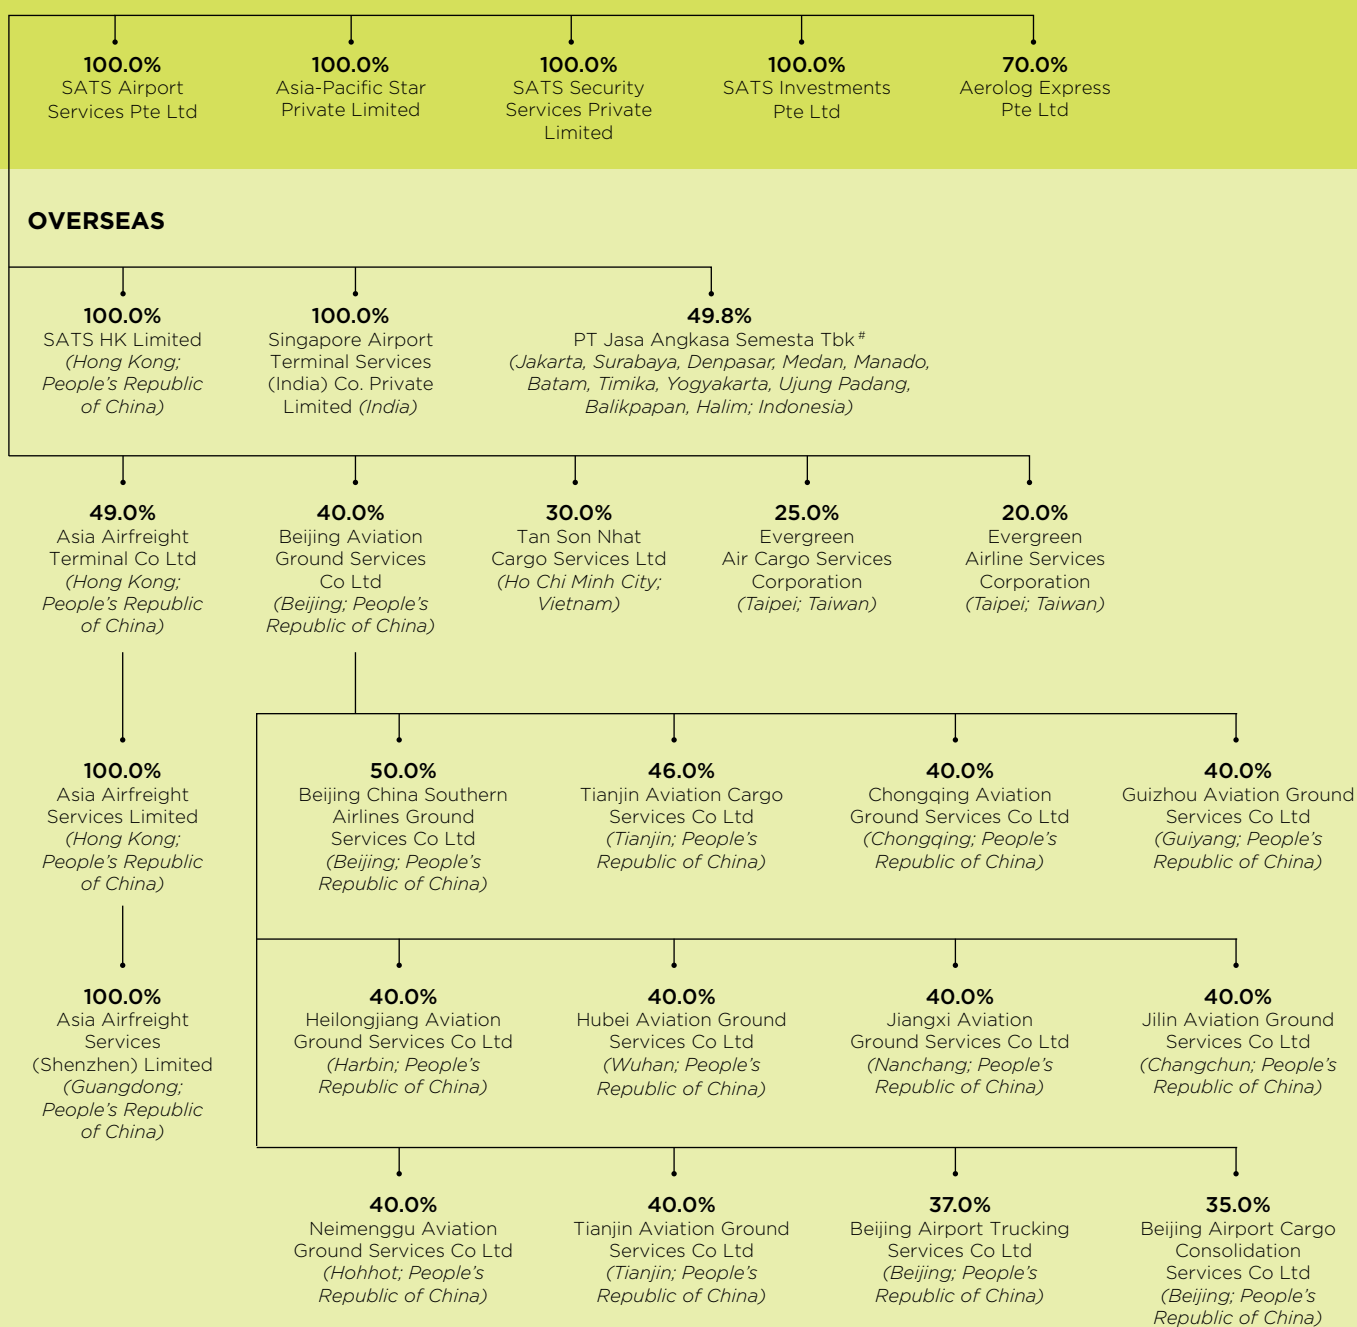 100.0%
SATS Airport
Services Pte Ltd
100.0%
Asia-Pacific Star
Private Limited
100.0%
SATS Security
Services Private
Limited
100.0%
SATS Investments
Pte Ltd
70.0%
Aerolog Express
Pte Ltd
OVERSEAS
100.0%
SATS HK Limited
(Hong Kong;
People's Republic
of China)
100.0%
Singapore Airport
Terminal Services
(India) Co. Private
Limited (India)
49.8%
PT Jasa Angkasa Semesta Tbk#
(Jakarta, Surabaya, Denpasar, Medan, Manado,
Batam, Timika, Yogyakarta, Ujung Padang,
Balikpapan, Halim; Indonesia)
49.0%
Asia Airfreight
Terminal Co Ltd
(Hong Kong;
People's Republic
of China)
40.0%
Beijing Aviation
Ground Services
Co Ltd
(Beijing; People's
Republic of China)
30.0%
Tan Son Nhat
Cargo Services Ltd
(Ho Chi Minh City;
Vietnam)
25.0%
Evergreen
Air Cargo Services
Corporation
(Taipei; Taiwan)
20.0%
Evergreen
Airline Services
Corporation
(Taipei; Taiwan)
100.0%
Asia Airfreight
Services Limited
(Hong Kong;
People's Republic
of China)
50.0%
Beijing China Southern
Airlines Ground
Services Co Ltd
(Beijing; People's
Republic of China)
46.0%
Tianjin Aviation Cargo
Services Co Ltd
(Tianjin; People's
Republic of China)
40.0%
Chongqing Aviation
Ground Services Co Ltd
(Chongqing; People's
Republic of China)
40.0%
Guizhou Aviation Ground
Services Co Ltd
(Guiyang; People's
Republic of China)
100.0%
Asia Airfreight
Services
(Shenzhen) Limited
(Guangdong;
People's Republic
of China)
40.0%
Heilongjiang Aviation
Ground Services Co Ltd
(Harbin; People's
Republic of China)
40.0%
Hubei Aviation Ground
Services Co Ltd
(Wuhan; People's
Republic of China)
40.0%
Jiangxi Aviation
Ground Services Co Ltd
(Nanchang; People's
Republic of China)
40.0%
Jilin Aviation Ground
Services Co Ltd
(Changchun; People's
Republic of China)
40.0%
Neimenggu Aviation
Ground Services Co Ltd
(Hohhot; People's
Republic of China)
40.0%
Tianjin Aviation Ground
Services Co Ltd
(Tianjin; People's
Republic of China)
37.0%
Beijing Airport Trucking
Services Co Ltd
(Beijing; People's
Republic of China)
35.0%
Beijing Airport Cargo
Consolidation
Services Co Ltd
(Beijing; People's
Republic of China)